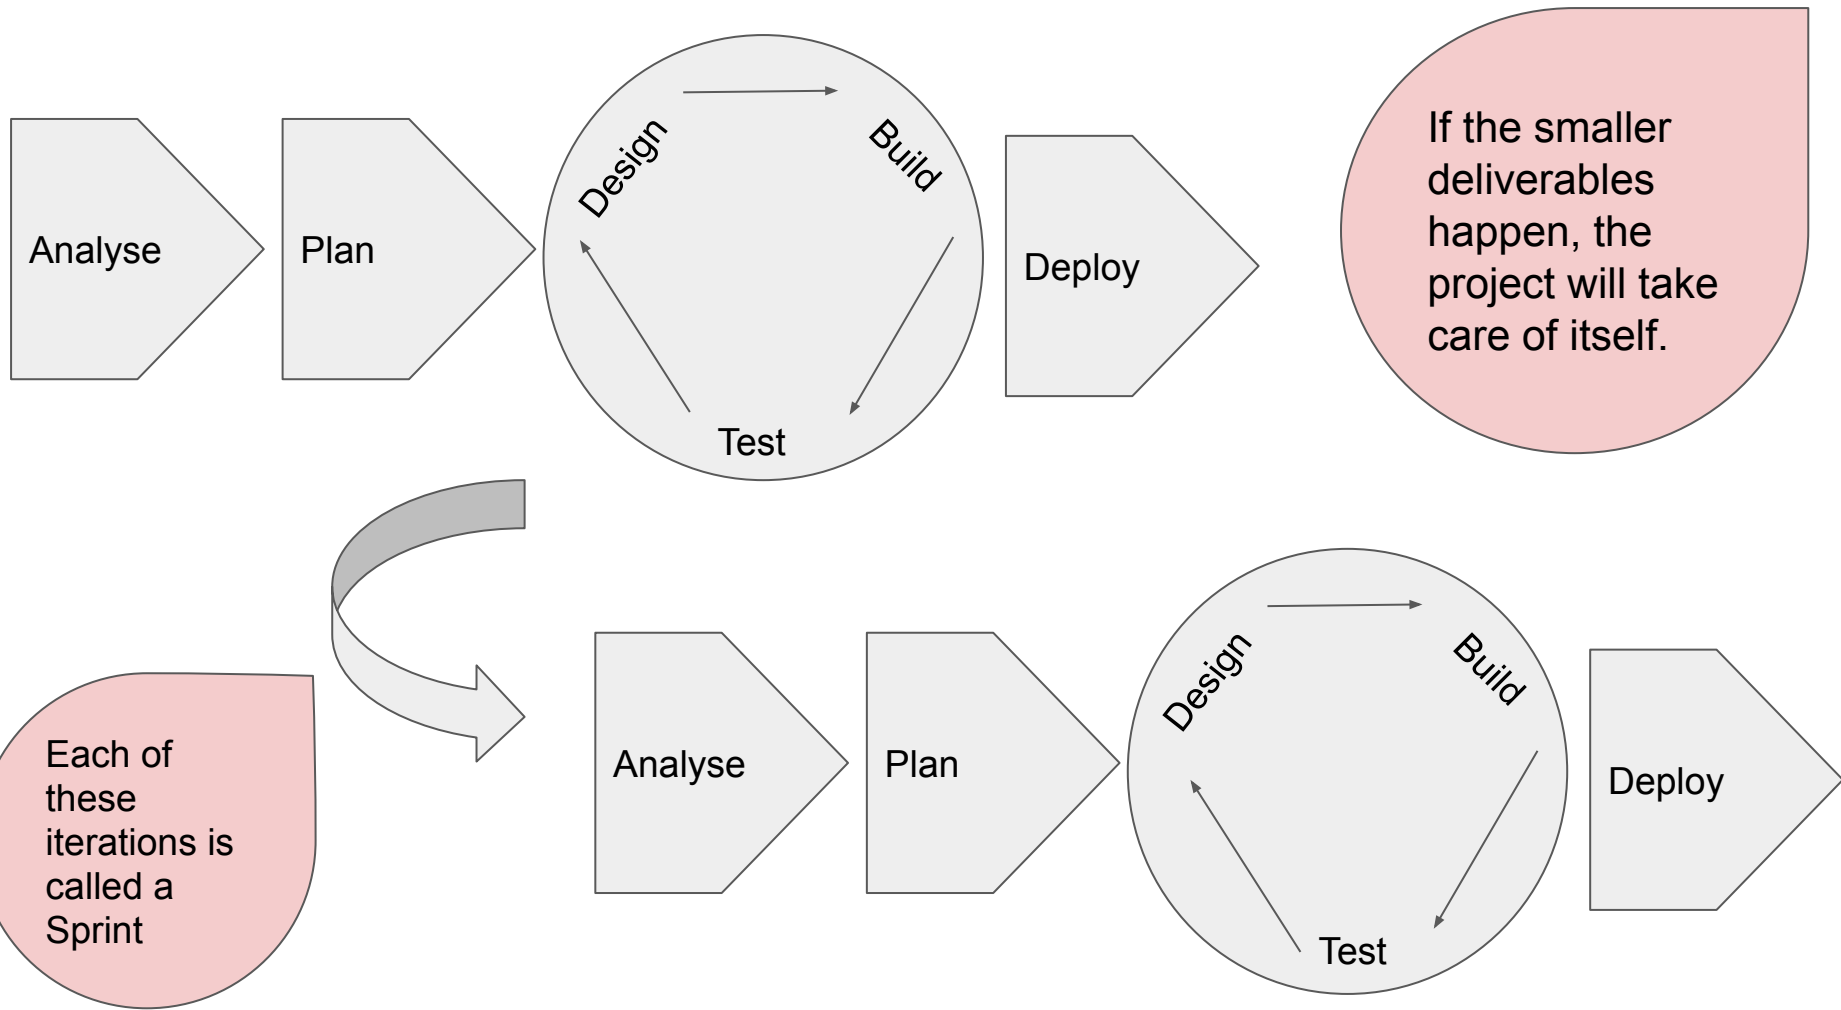 Analyse
Plan
Design
Build
Test
Deploy
If the smaller
deliverables
happen, the
project will take
care of itself.
Each of
these
iterations is
called a
Sprint
Analyse
Plan
Design
Build
Test
Deploy